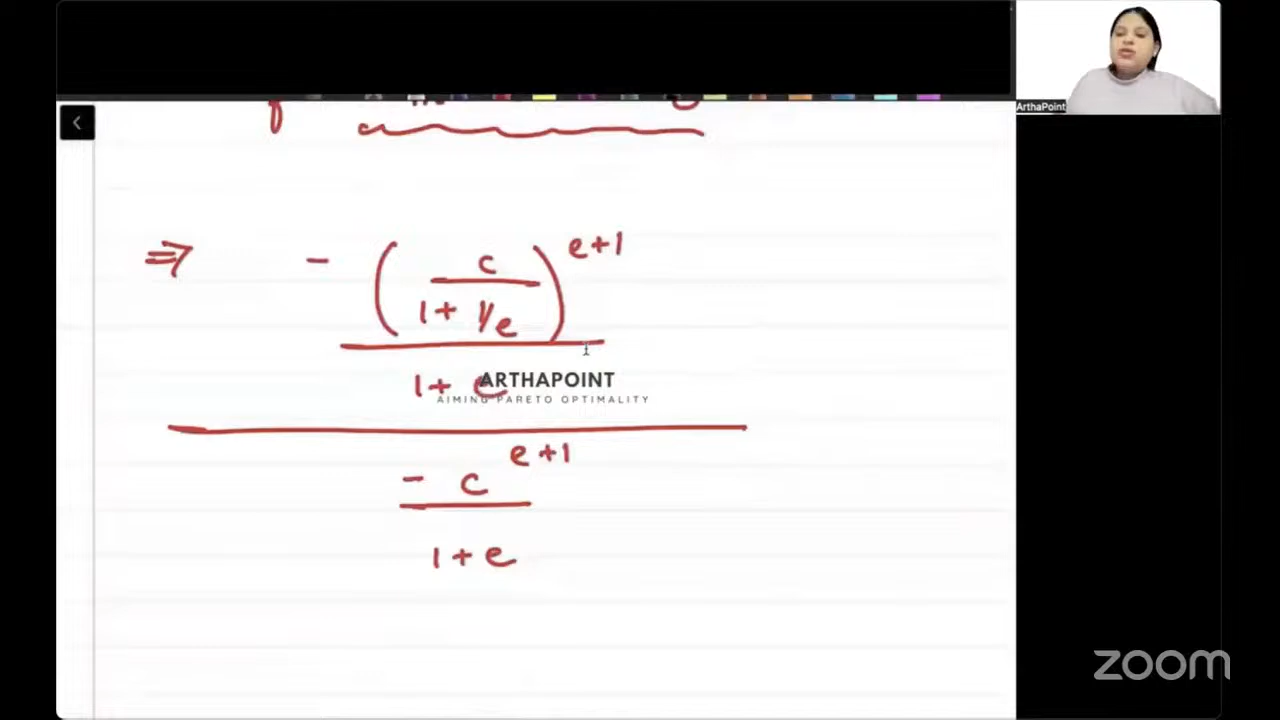 ArthaPoint
⇒ - ( c / (1 + 1/e) )^(e+1)
1 + e
ARTHAPOINT
AIMING PARETO OPTIMALITY
- c^(e+1)
1 + e
zoom